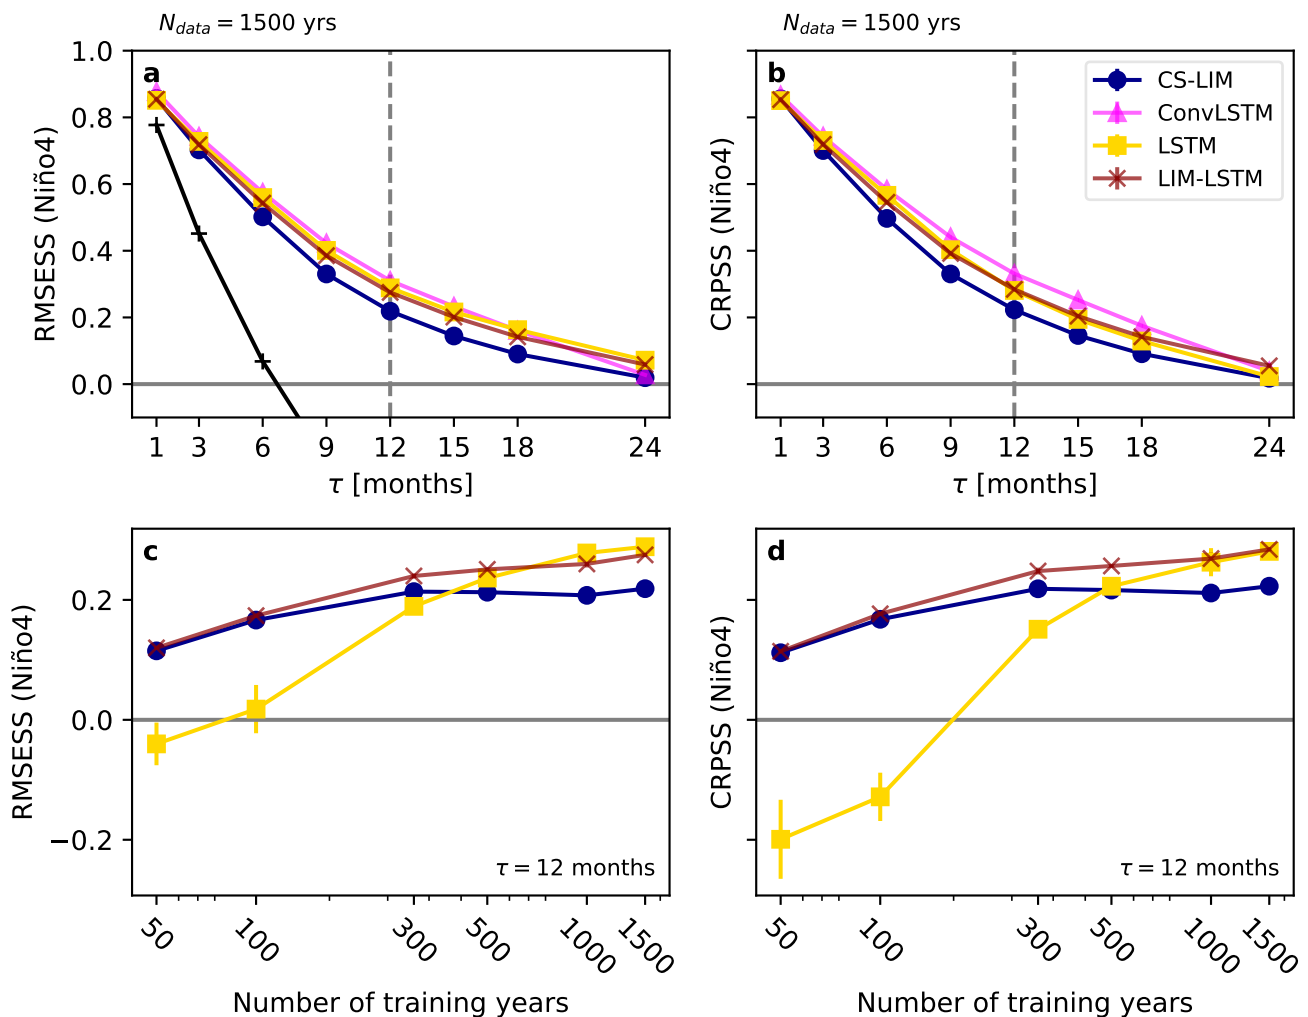 N_data = 1500 yrs
N_data = 1500 yrs
a
1.0
0.8
0.6
0.4
0.2
0.0
RMSESS (Niño4)
1 3 6 9 12 15 18 24
τ [months]
b
CS-LIM
ConvLSTM
LSTM
LIM-LSTM
CRPSS (Niño4)
1 3 6 9 12 15 18 24
τ [months]
c
0.2
0.0
−0.2
RMSESS (Niño4)
τ = 12 months
50 100 300 500 1000 1500
Number of training years
d
CRPSS (Niño4)
τ = 12 months
50 100 300 500 1000 1500
Number of training years